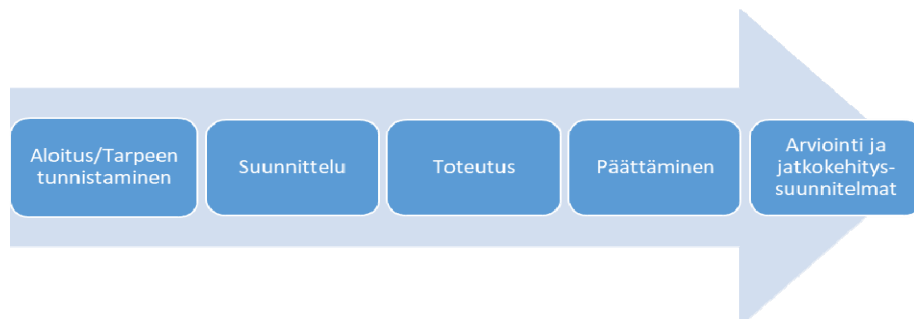 Aloitus/Tarpeen
tunnistaminen
Suunnittelu
Toteutus
Päättäminen
Arviointi ja
jatkokehitys-
suunnitelmat